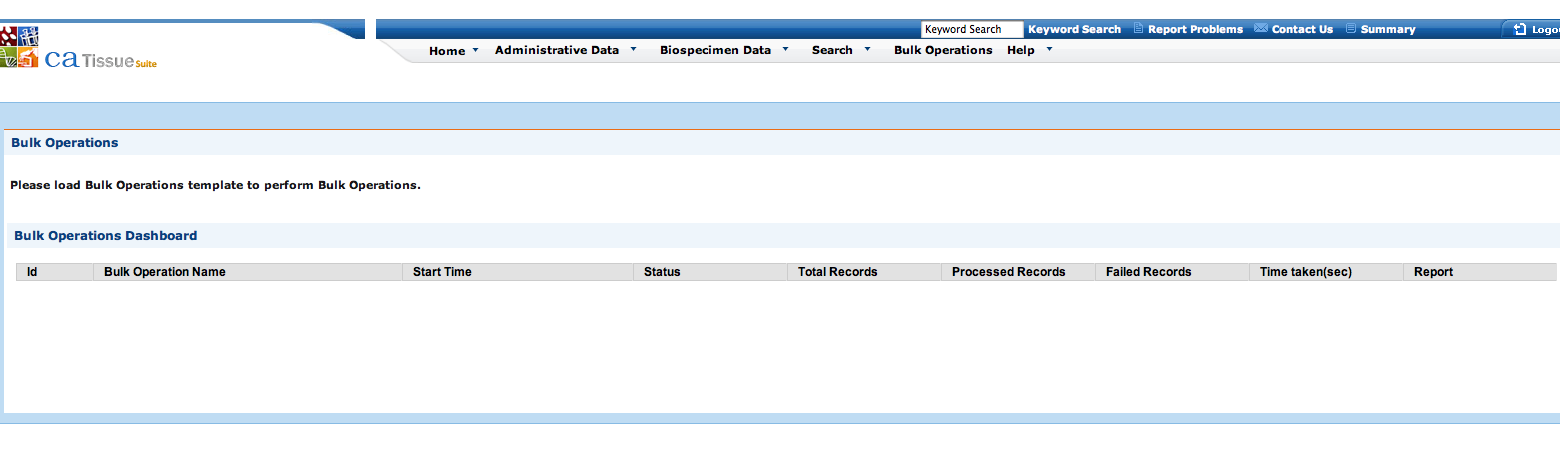 Keyword Search Keyword Search Report Problems Contact Us Summary Logo
Home Administrative Data Biospecimen Data Search Bulk Operations Help
ca Tissue Suite
Bulk Operations
Please load Bulk Operations template to perform Bulk Operations.
Bulk Operations Dashboard
Id Bulk Operation Name Start Time Status Total Records Processed Records Failed Records Time taken(sec) Report